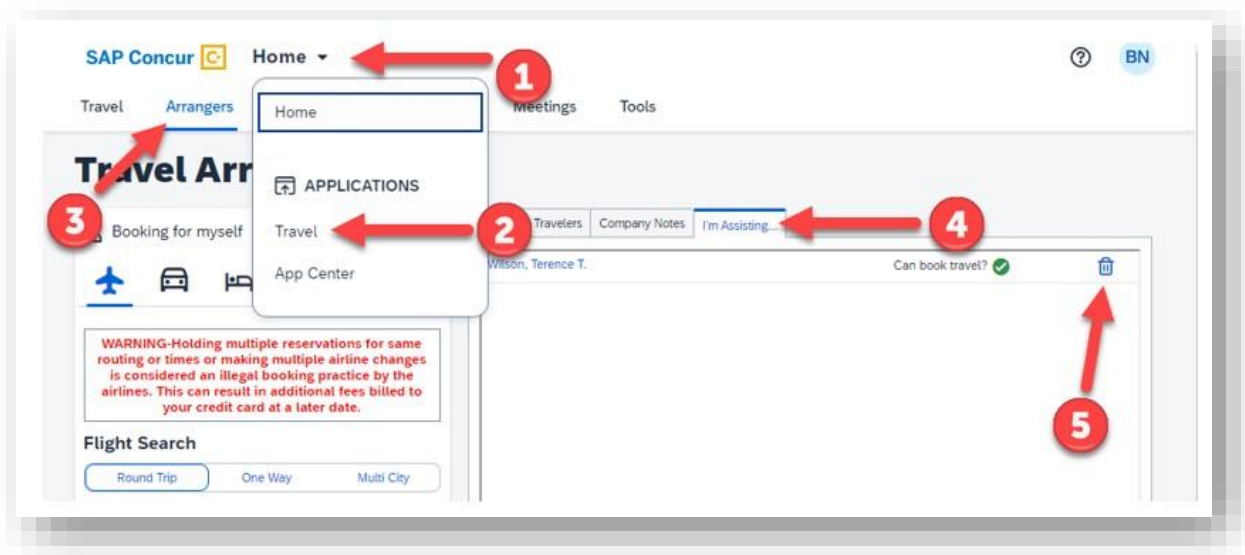 SAP Concur C. Home
1
BN
Travel Arrangers Meetings Tools
Home
Travel Arr
APPLICATIONS
3
Booking for myself
Travel
2
Travelers Company Notes I'm Assisting...
4
App Center
Wilson, Terence T. Can book travel?
WARNING-Holding multiple reservations for same
routing or times or making multiple airline changes
is considered an illegal booking practice by the
airlines. This can result in additional fees billed to
your credit card at a later date.
5
Flight Search
Round Trip One Way Multi City